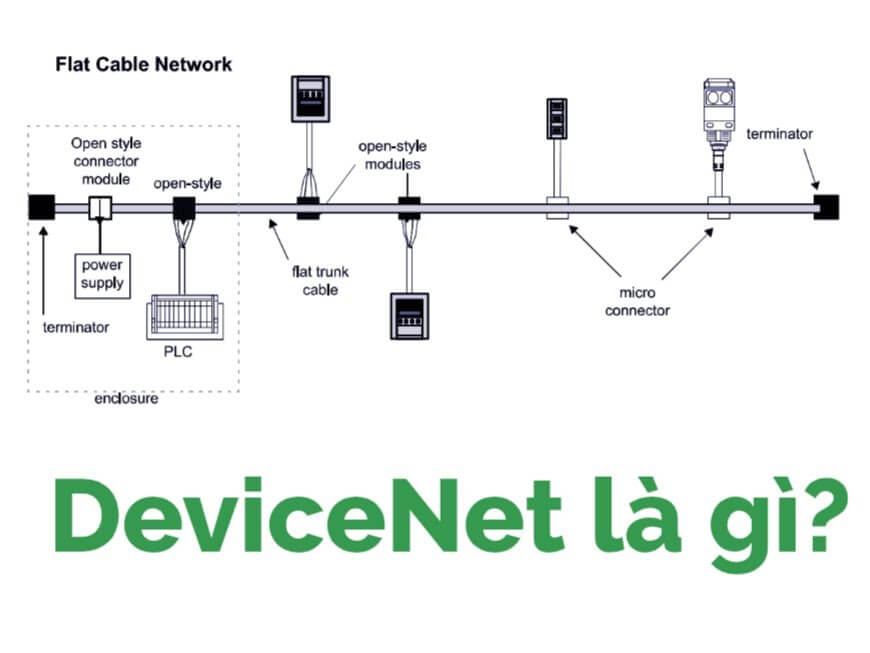 Flat Cable Network
Open style
connector
module
open-style
open-style
modules
terminator
power
supply
flat trunk
cable
micro
connector
terminator
PLC
enclosure
DeviceNet là gì?